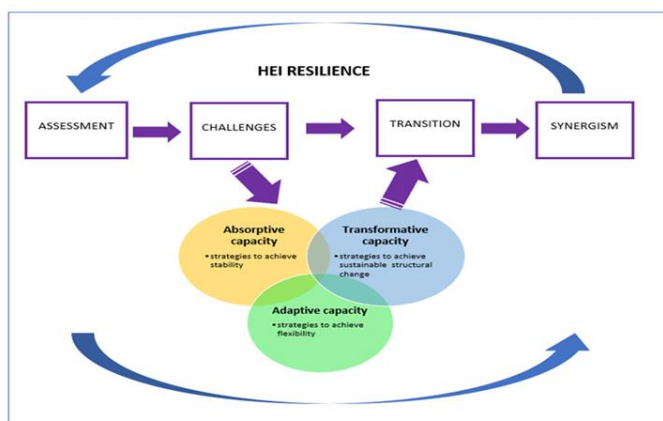 HEI RESILIENCE
ASSESSMENT
CHALLENGES
TRANSITION
SYNERGISM
Absorptive
capacity
• strategies to achieve
stability
Transformative
capacity
• strategies to achieve
sustainable structural
change
Adaptive capacity
• strategies to achieve
flexibility